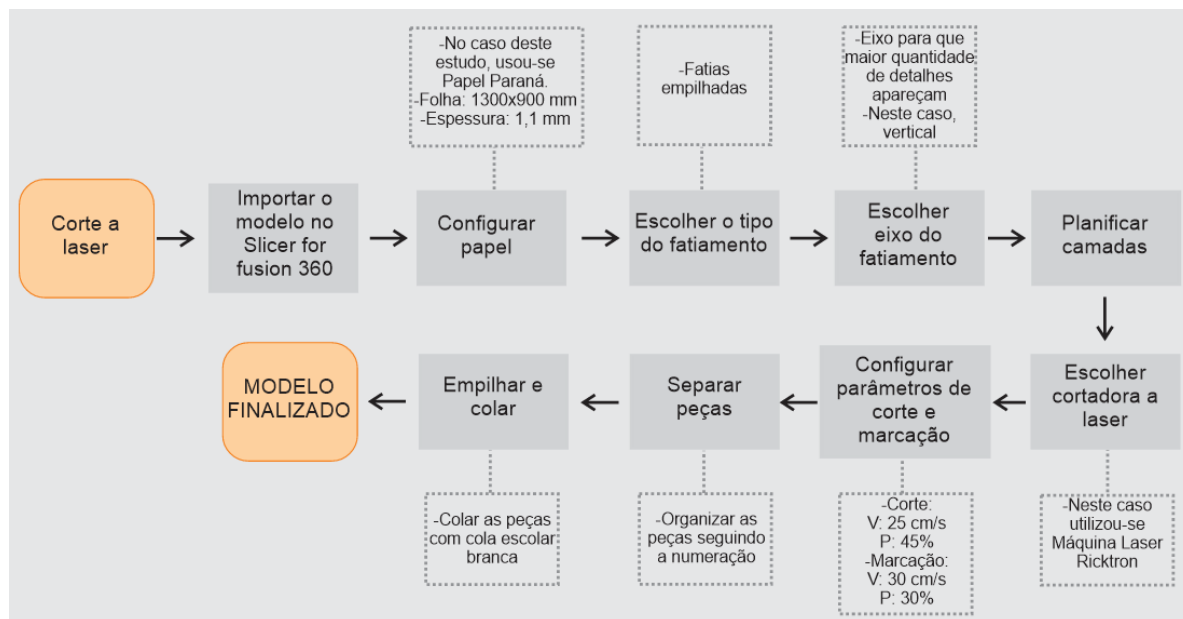 -No caso deste
estudo, usou-se
Papel Paraná.
-Folha: 1300x900 mm
-Espessura: 1,1 mm
-Fatias
empilhadas
-Eixo para que
maior quantidade
de detalhes
apareçam
-Neste caso,
vertical
Corte a
laser
Importar o
modelo no
Slicer for
fusion 360
Configurar
papel
Escolher o tipo
do fatiamento
Escolher
eixo do
fatiamento
Planificar
camadas
Escolher
cortadora a
laser
-Neste caso
utilizou-se
Máquina Laser
Ricktron
Configurar
parâmetros de
corte e
marcação
-Corte:
V: 25 cm/s
P: 45%
-Marcação:
V: 30 cm/s
P: 30%
Separar
peças
-Organizar as
peças seguindo
a numeração
Empilhar e
colar
-Colar as peças
com cola escolar
branca
MODELO
FINALIZADO